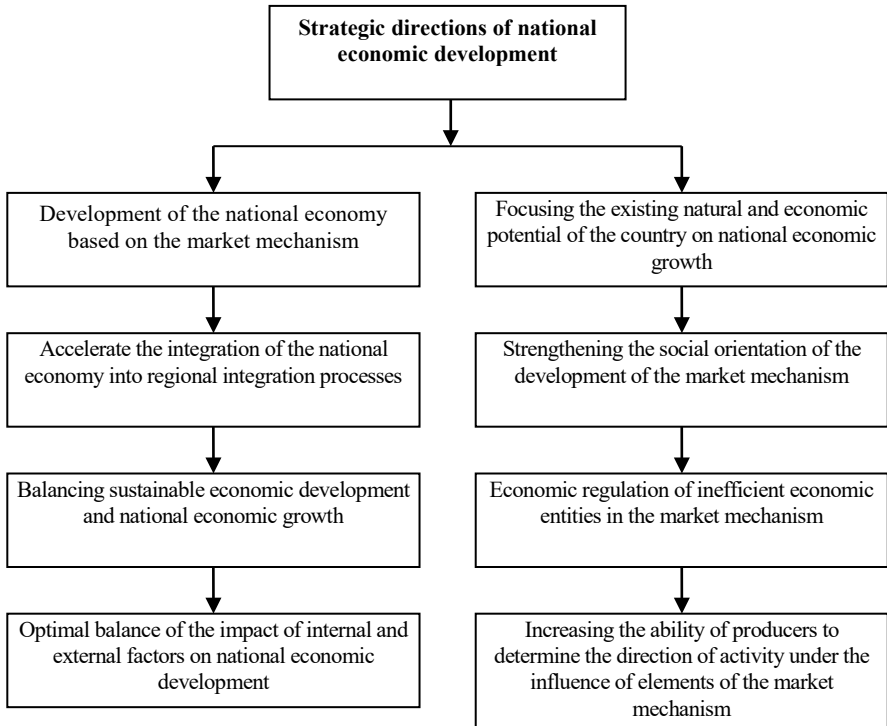 Strategic directions of national
economic development
Development of the national economy
based on the market mechanism
Focusing the existing natural and economic
potential of the country on national economic
growth
Accelerate the integration of the national
economy into regional integration processes
Strengthening the social orientation of the
development of the market mechanism
Balancing sustainable economic development
and national economic growth
Economic regulation of inefficient economic
entities in the market mechanism
Optimal balance of the impact of internal and
external factors on national economic
development
Increasing the ability of producers to
determine the direction of activity under the
influence of elements of the market
mechanism